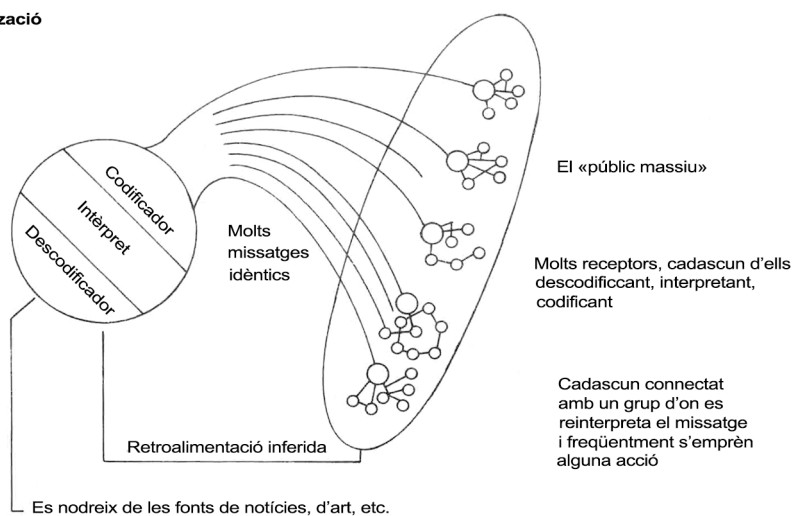 zació
Codificador
Intèrpret
Descodificador
Molts
missatges
idèntics
El «públic massiu»
Molts receptors, cadascun d'ells
descodificcant, interpretant,
codificant
Cadascun connectat
amb un grup d'on es
reinterpreta el missatge
i freqüentment s'emprèn
alguna acció
Retroalimentació inferida
Es nodreix de les fonts de notícies, d'art, etc.